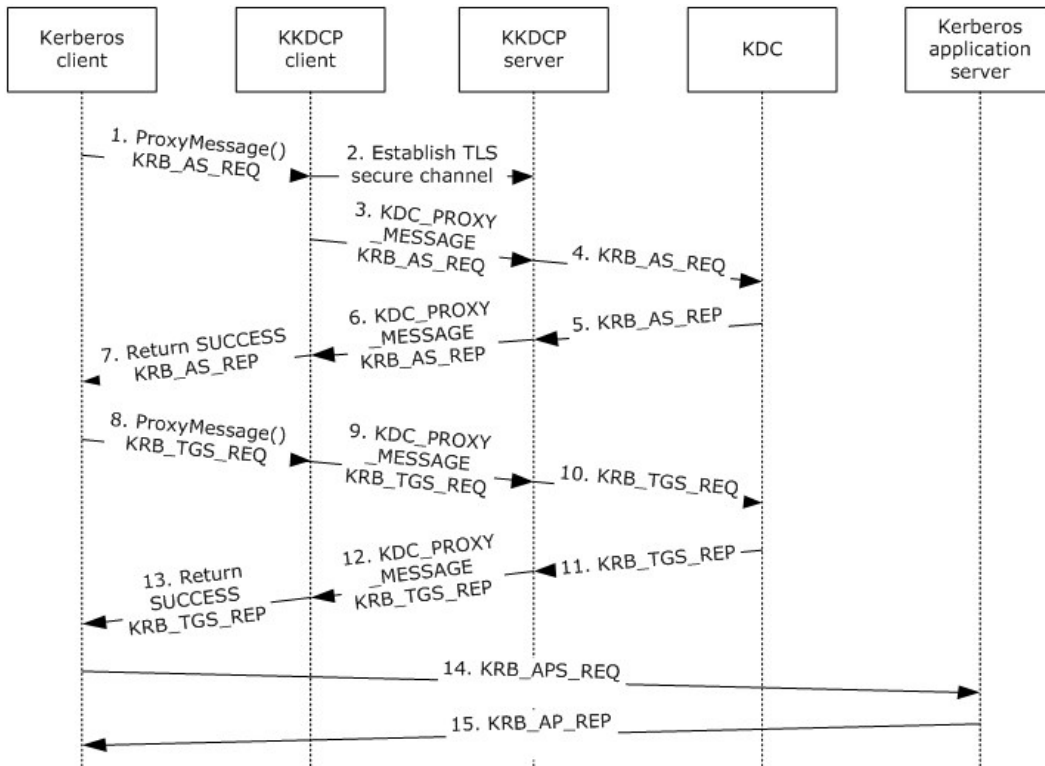 Kerberos
client
KKDCP
client
KKDCP
server
KDC
Kerberos
application
server
1. ProxyMessage()
KRB_AS_REQ
2. Establish TLS
secure channel
3. KDC_PROXY
_MESSAGE
KRB_AS_REQ
4. KRB_AS_REQ
5. KRB_AS_REP
6. KDC_PROXY
_MESSAGE
KRB_AS_REP
7. Return SUCCESS
KRB_AS_REP
8. ProxyMessage()
KRB_TGS_REQ
9. KDC_PROXY
_MESSAGE
KRB_TGS_REQ
10. KRB_TGS_REQ
11. KRB_TGS_REP
12. KDC_PROXY
_MESSAGE
KRB_TGS_REP
13. Return
SUCCESS
KRB_TGS_REP
14. KRB_APS_REQ
15. KRB_AP_REP